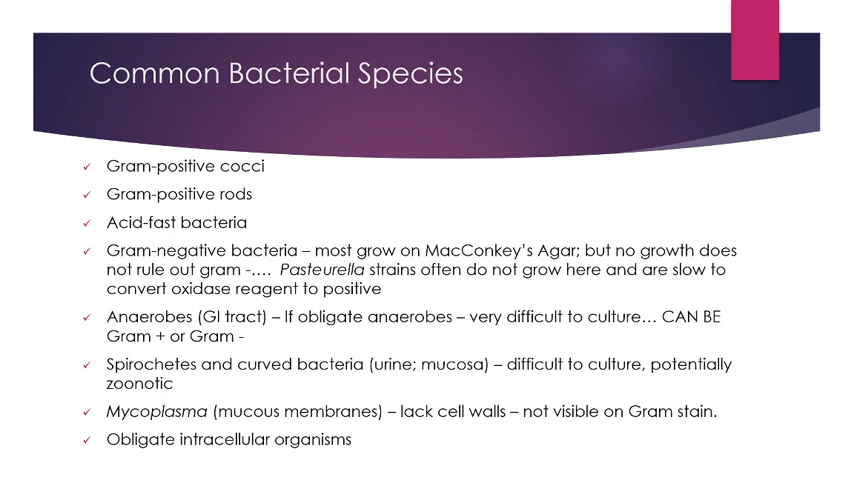 Common Bacterial Species
✓ Gram-positive cocci
✓ Gram-positive rods
✓ Acid-fast bacteria
✓ Gram-negative bacteria – most grow on MacConkey’s Agar; but no growth does
not rule out gram -…. Pasteurella strains often do not grow here and are slow to
convert oxidase reagent to positive
✓ Anaerobes (GI tract) – If obligate anaerobes – very difficult to culture… CAN BE
Gram + or Gram -
✓ Spirochetes and curved bacteria (urine; mucosa) – difficult to culture, potentially
zoonotic
✓ Mycoplasma (mucous membranes) – lack cell walls – not visible on Gram stain.
✓ Obligate intracellular organisms